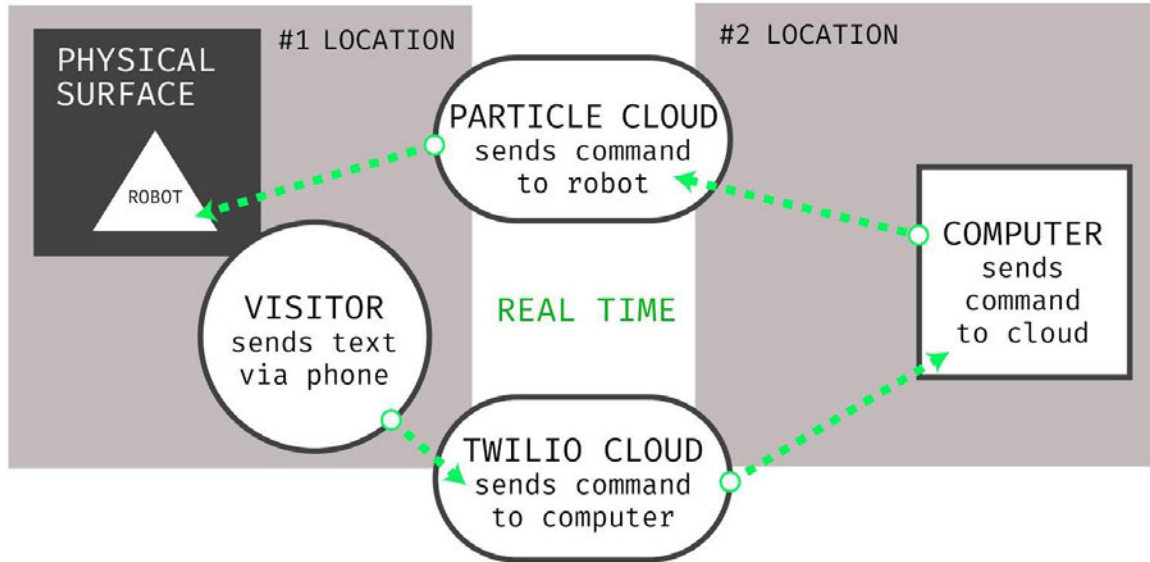 #1 LOCATION
PHYSICAL
SURFACE
ROBOT
VISITOR
sends text
via phone
PARTICLE CLOUD
sends command
to robot
REAL TIME
TWILIO CLOUD
sends command
to computer
#2 LOCATION
COMPUTER
sends
command
to cloud